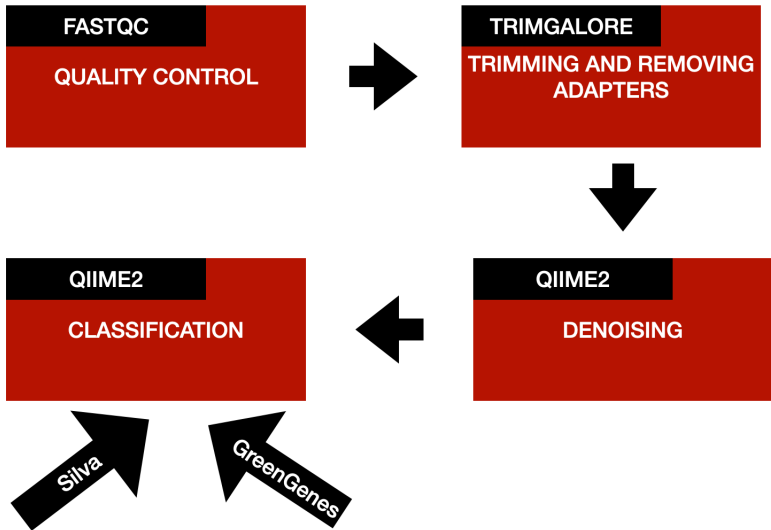 FASTQC
QUALITY CONTROL
TRIMGALORE
TRIMMING AND REMOVING
ADAPTERS
QIIME2
CLASSIFICATION
QIIME2
DENOISING
Silva
GreenGenes